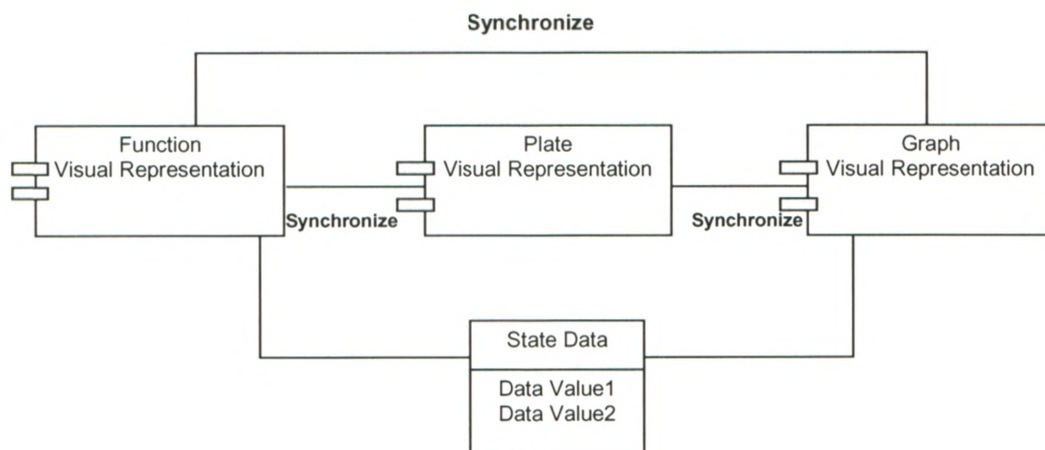 Synchronize
Function
Visual Representation
Plate
Visual Representation
Graph
Visual Representation
Synchronize
Synchronize
State Data
Data Value1
Data Value2